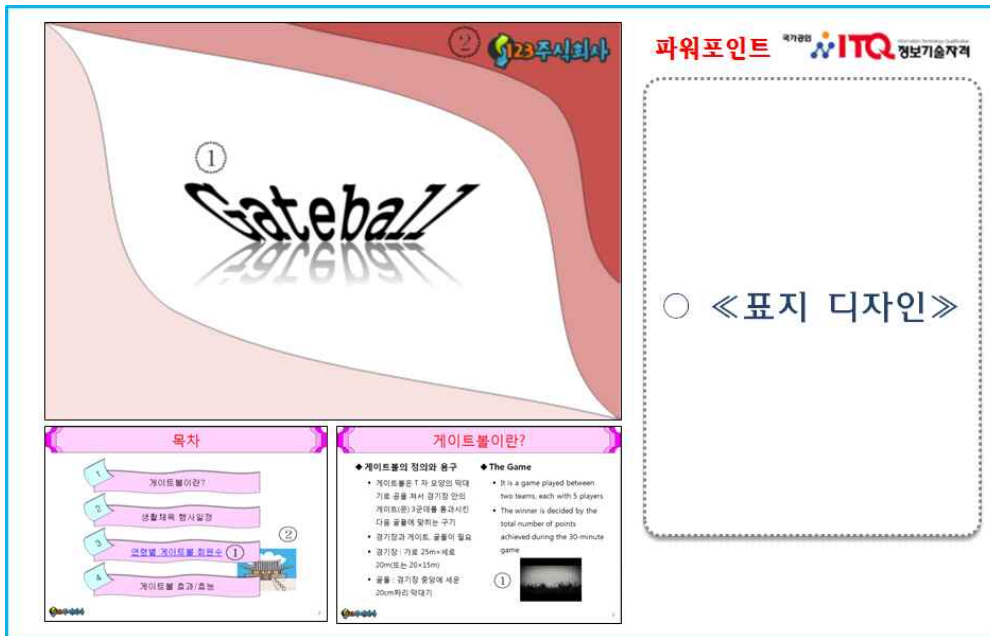 ②
123주식회사
①
Gateball
파워포인트
국가공인
ITQ
정보기술자격
○ ≪표지 디자인≫
목차
1
게이트볼이란?
2
생활체육 행사일정
3
연령별 게이트볼 회원수 ①
②
4
게이트볼 효과/효능
게이트볼이란?
◆ 게이트볼의 정의와 용구
• 게이트볼은 T 자 모양의 막대
기로 공을 쳐서 경기장 안의
게이트(문) 3군데를 통과시킨
다음 골폴에 맞히는 구기
• 경기장과 게이트, 골폴이 필요
• 경기장 : 가로 25m×세로
20m(또는 20×15m)
• 골폴 : 경기장 중앙에 세운
20cm짜리 막대기
◆ The Game
• It is a game played between
two teams, each with 5 players
• The winner is decided by the
total number of points
achieved during the 30-minute
game
①